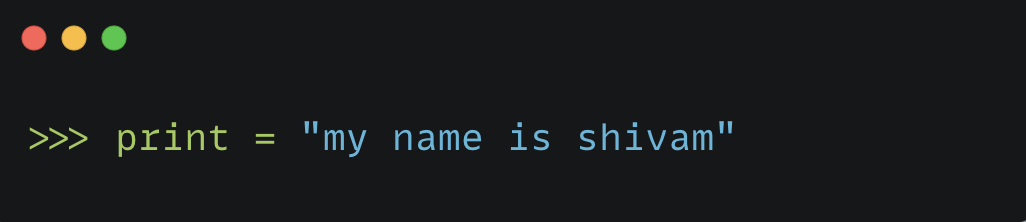 >>> print = "my name is shivam"